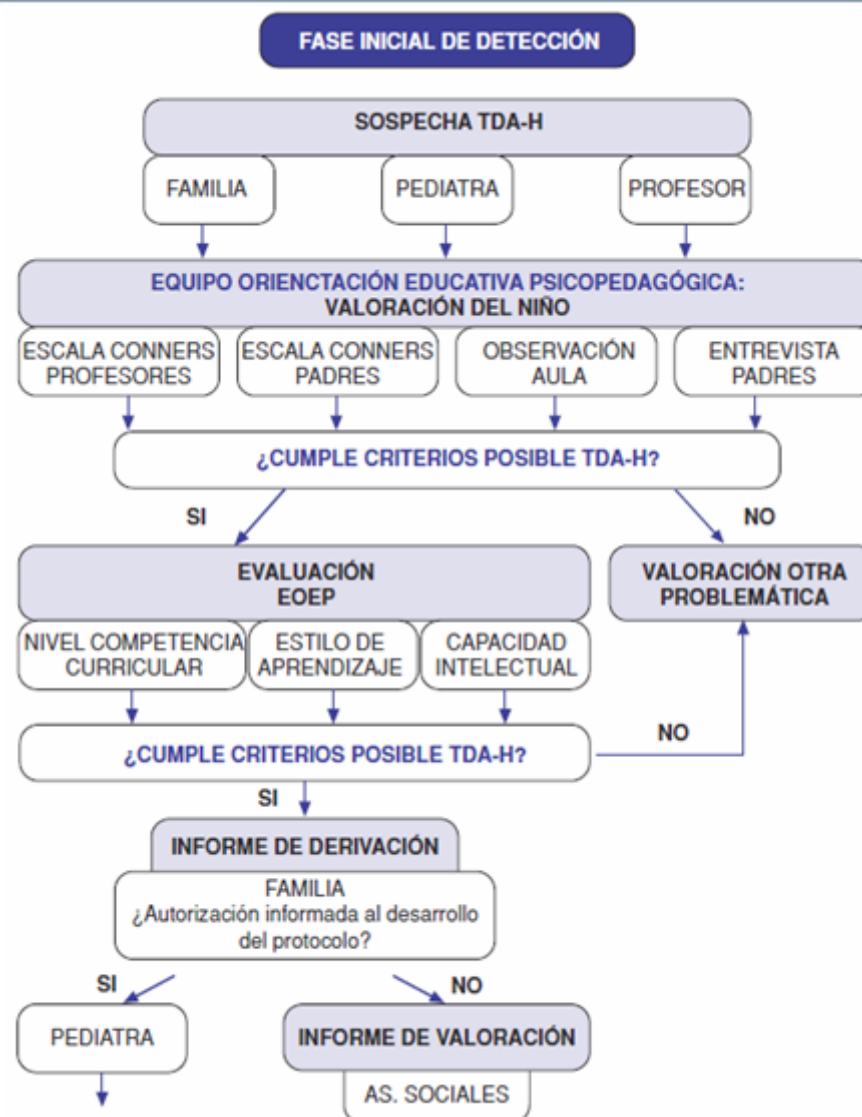 FASE INICIAL DE DETECCIÓN
SOSPECHA TDA-H
FAMILIA
PEDIATRA
PROFESOR
EQUIPO ORIENCTACIÓN EDUCATIVA PSICOPEDAGÓGICA:
VALORACIÓN DEL NIÑO
ESCALA CONNERS
PROFESORES
ESCALA CONNERS
PADRES
OBSERVACIÓN
AULA
ENTREVISTA
PADRES
¿CUMPLE CRITERIOS POSIBLE TDA-H?
SI
NO
EVALUACIÓN
EOEP
VALORACIÓN OTRA
PROBLEMÁTICA
NIVEL COMPETENCIA
CURRICULAR
ESTILO DE
APRENDIZAJE
CAPACIDAD
INTELECTUAL
¿CUMPLE CRITERIOS POSIBLE TDA-H?
NO
SI
INFORME DE DERIVACIÓN
FAMILIA
¿Autorización informada al desarrollo
del protocolo?
SI
NO
PEDIATRA
INFORME DE VALORACIÓN
AS. SOCIALES